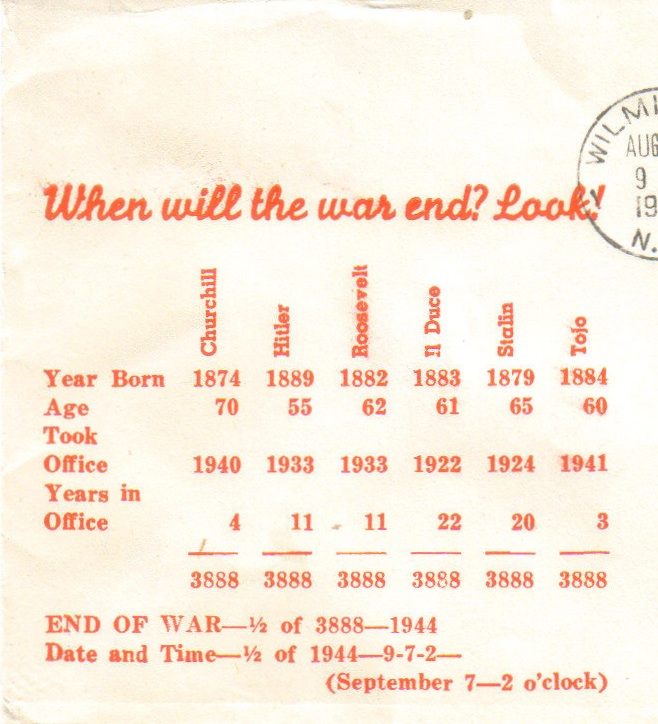 WILMI
AUG
9
19
N.
When will the war end? Look!
Churchill Hitler Roosevelt Il Duce Stalin Tojo
Year Born 1874 1889 1882 1883 1879 1884
Age 70 55 62 61 65 60
Took
Office 1940 1933 1933 1922 1924 1941
Years in
Office 4 11 11 22 20 3
3888 3888 3888 3888 3888 3888
END OF WAR—½ of 3888—1944
Date and Time—½ of 1944—9-7-2—
(September 7—2 o'clock)